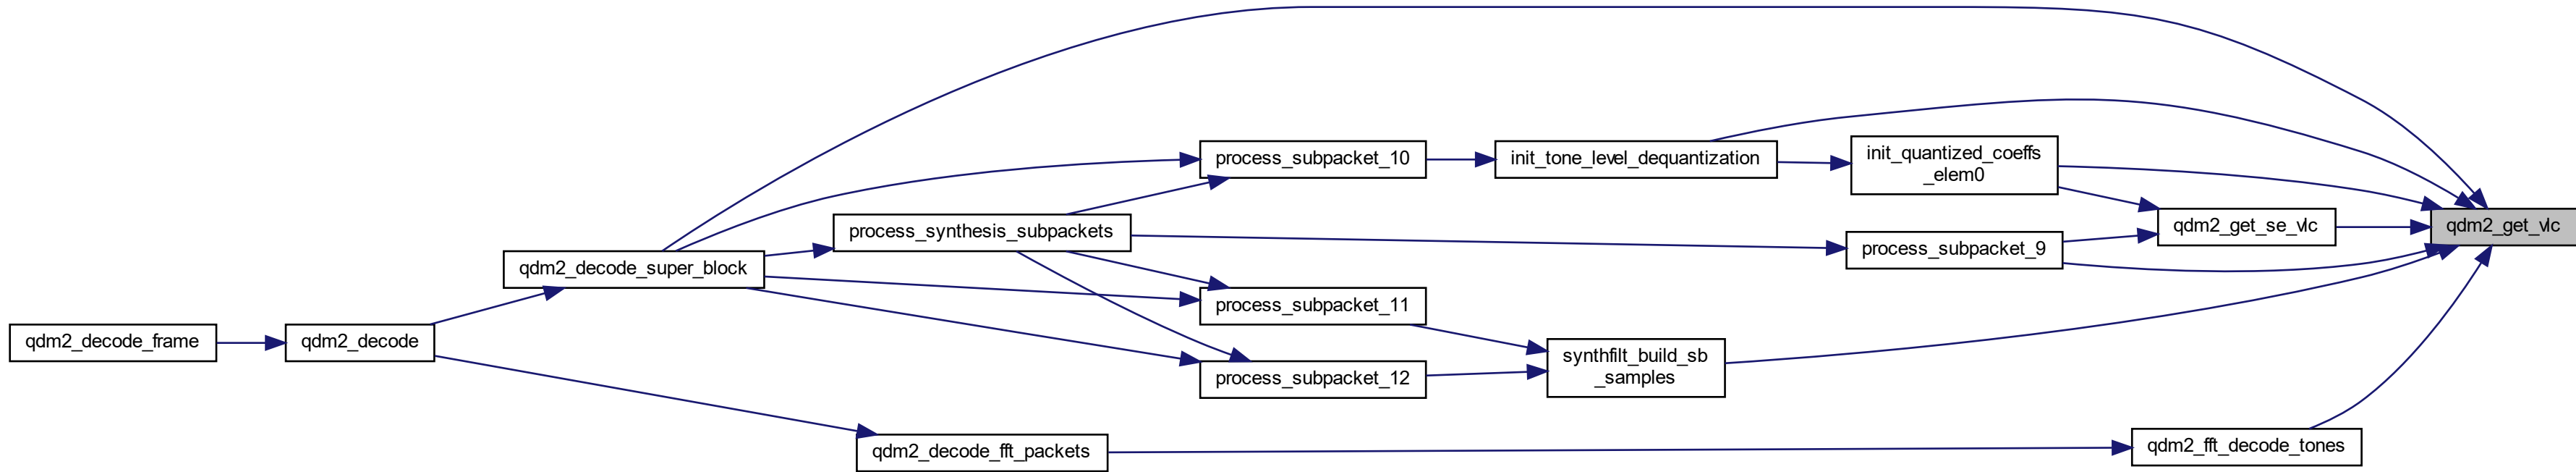 qdm2_decode_frame
qdm2_decode
qdm2_decode_super_block
process_synthesis_subpackets
qdm2_decode_fft_packets
process_subpacket_10
process_subpacket_11
process_subpacket_12
init_tone_level_dequantization
synthfilt_build_sb
_samples
init_quantized_coeffs
_elem0
process_subpacket_9
qdm2_get_se_vlc
qdm2_fft_decode_tones
qdm2_get_vlc